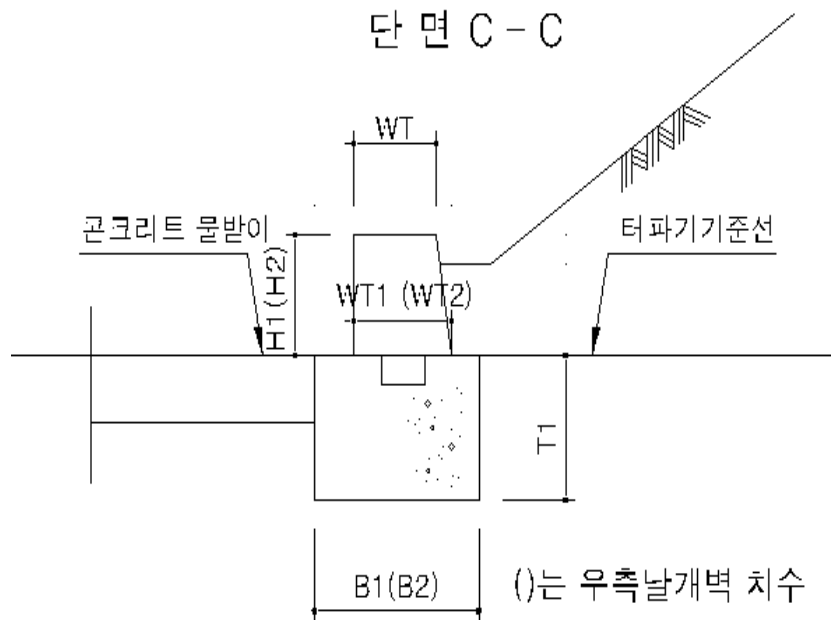 단 면 C - C
WT
콘크리트 물받이
터파기기준선
H1(H2)
WT1 (WT2)
T1
B1(B2)
()는 우측날개벽 치수